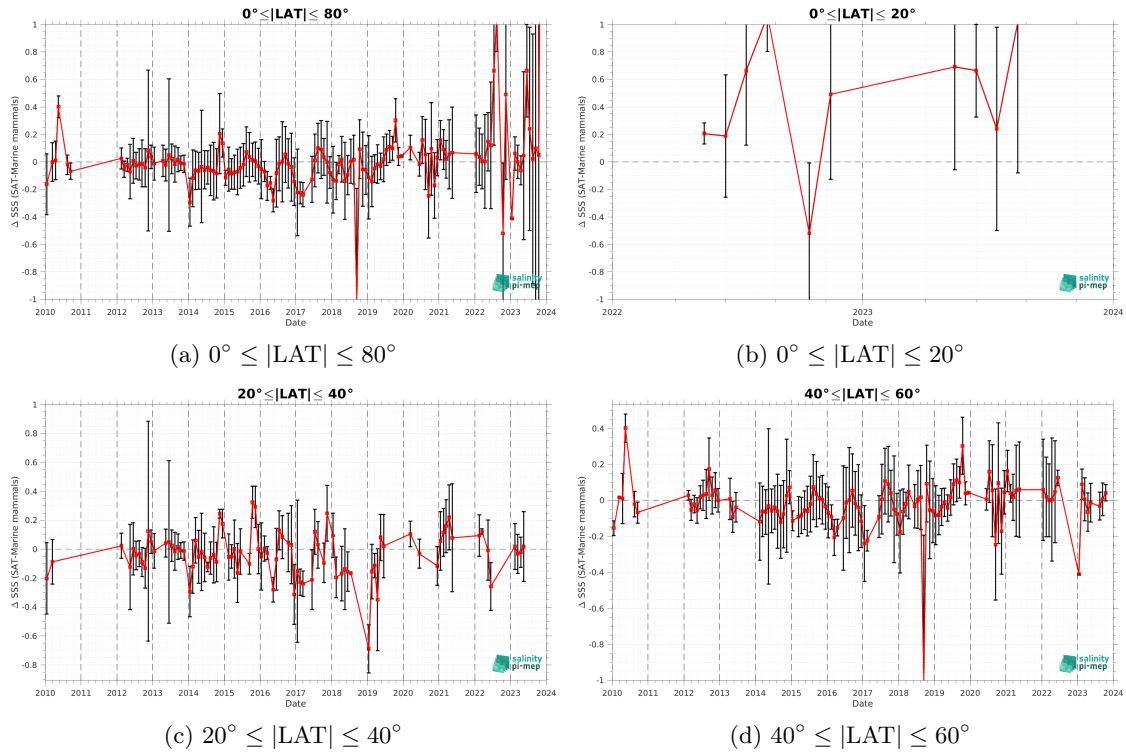 0°≤|LAT|≤ 80°
1
0.8
0.6
0.4
0.2
0
-0.2
-0.4
-0.6
-0.8
-1
Δ SSS (SAT-Marine mammals)
2010 2011 2012 2013 2014 2015 2016 2017 2018 2019 2020 2021 2022 2023 2024
Date
salinity
pi-mep
(a) 0° ≤ |LAT| ≤ 80°
0°≤|LAT|≤ 20°
1
0.8
0.6
0.4
0.2
0
-0.2
-0.4
-0.6
-0.8
-1
Δ SSS (SAT-Marine mammals)
2022 2023 2024
Date
salinity
pi-mep
(b) 0° ≤ |LAT| ≤ 20°
20°≤|LAT|≤ 40°
1
0.8
0.6
0.4
0.2
0
-0.2
-0.4
-0.6
-0.8
Δ SSS (SAT-Marine mammals)
2010 2011 2012 2013 2014 2015 2016 2017 2018 2019 2020 2021 2022 2023 2024
Date
salinity
pi-mep
(c) 20° ≤ |LAT| ≤ 40°
40°≤|LAT|≤ 60°
0.4
0.2
0
-0.2
-0.4
-0.6
-0.8
-1
Δ SSS (SAT-Marine mammals)
2010 2011 2012 2013 2014 2015 2016 2017 2018 2019 2020 2021 2022 2023 2024
Date
salinity
pi-mep
(d) 40° ≤ |LAT| ≤ 60°